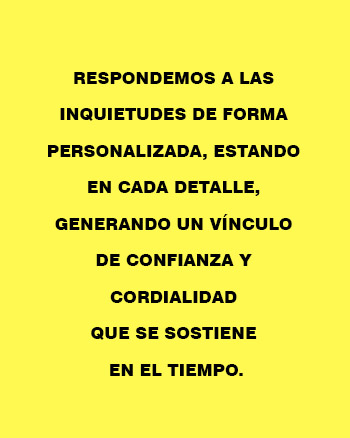 RESPONDEMOS A LAS
INQUIETUDES DE FORMA
PERSONALIZADA, ESTANDO
EN CADA DETALLE,
GENERANDO UN VÍNCULO
DE CONFIANZA Y
CORDIALIDAD
QUE SE SOSTIENE
EN EL TIEMPO.